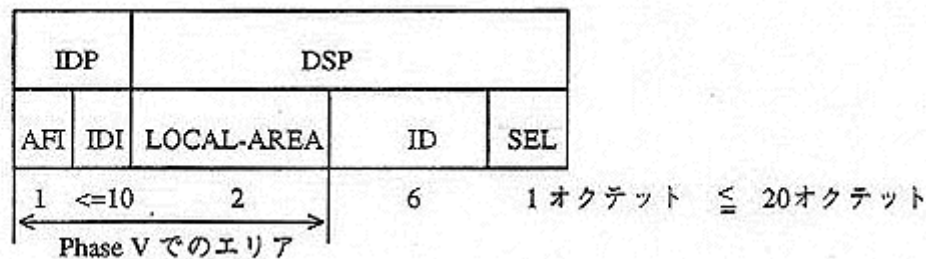 IDP DSP
AFI IDI LOCAL-AREA ID SEL
1 <=10 2 6 1 オクテット ≦ 20オクテット
Phase V でのエリア